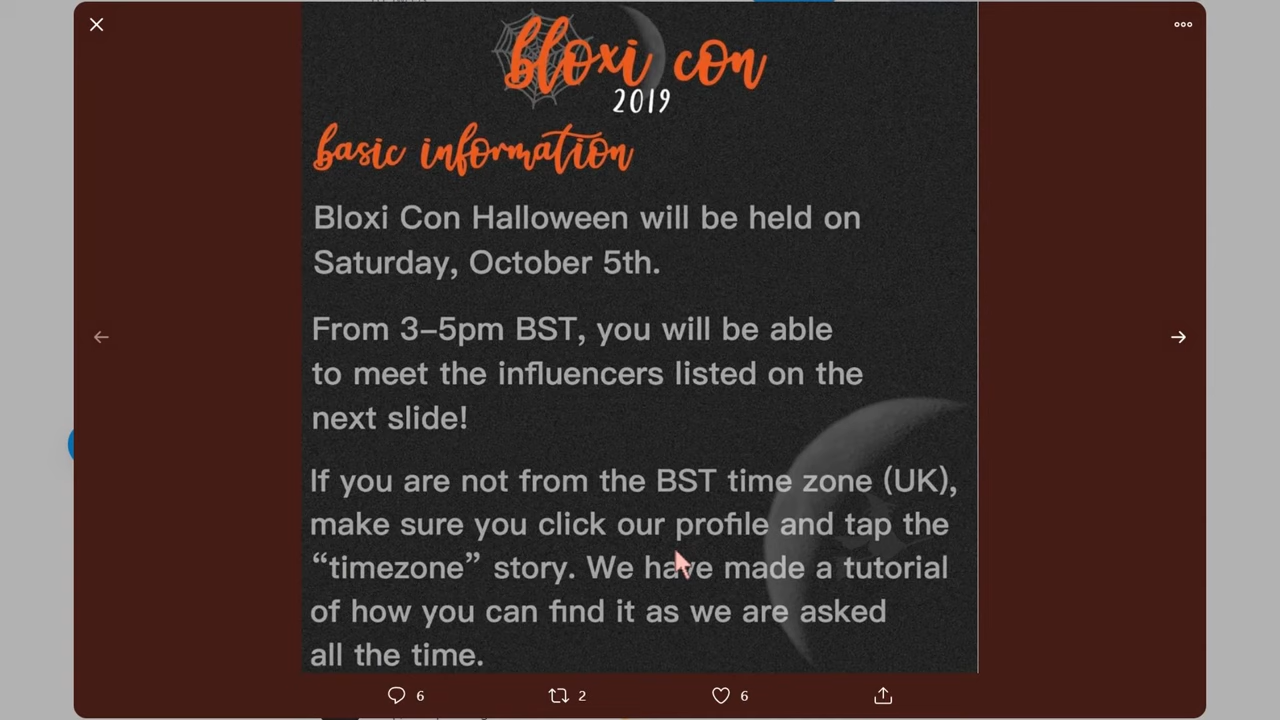 bloxi con
2019
basic information
Bloxi Con Halloween will be held on
Saturday, October 5th.
From 3–5pm BST, you will be able
to meet the influencers listed on the
next slide!
If you are not from the BST time zone (UK),
make sure you click our profile and tap the
“timezone” story. We have made a tutorial
of how you can find it as we are asked
all the time.
6 2 6